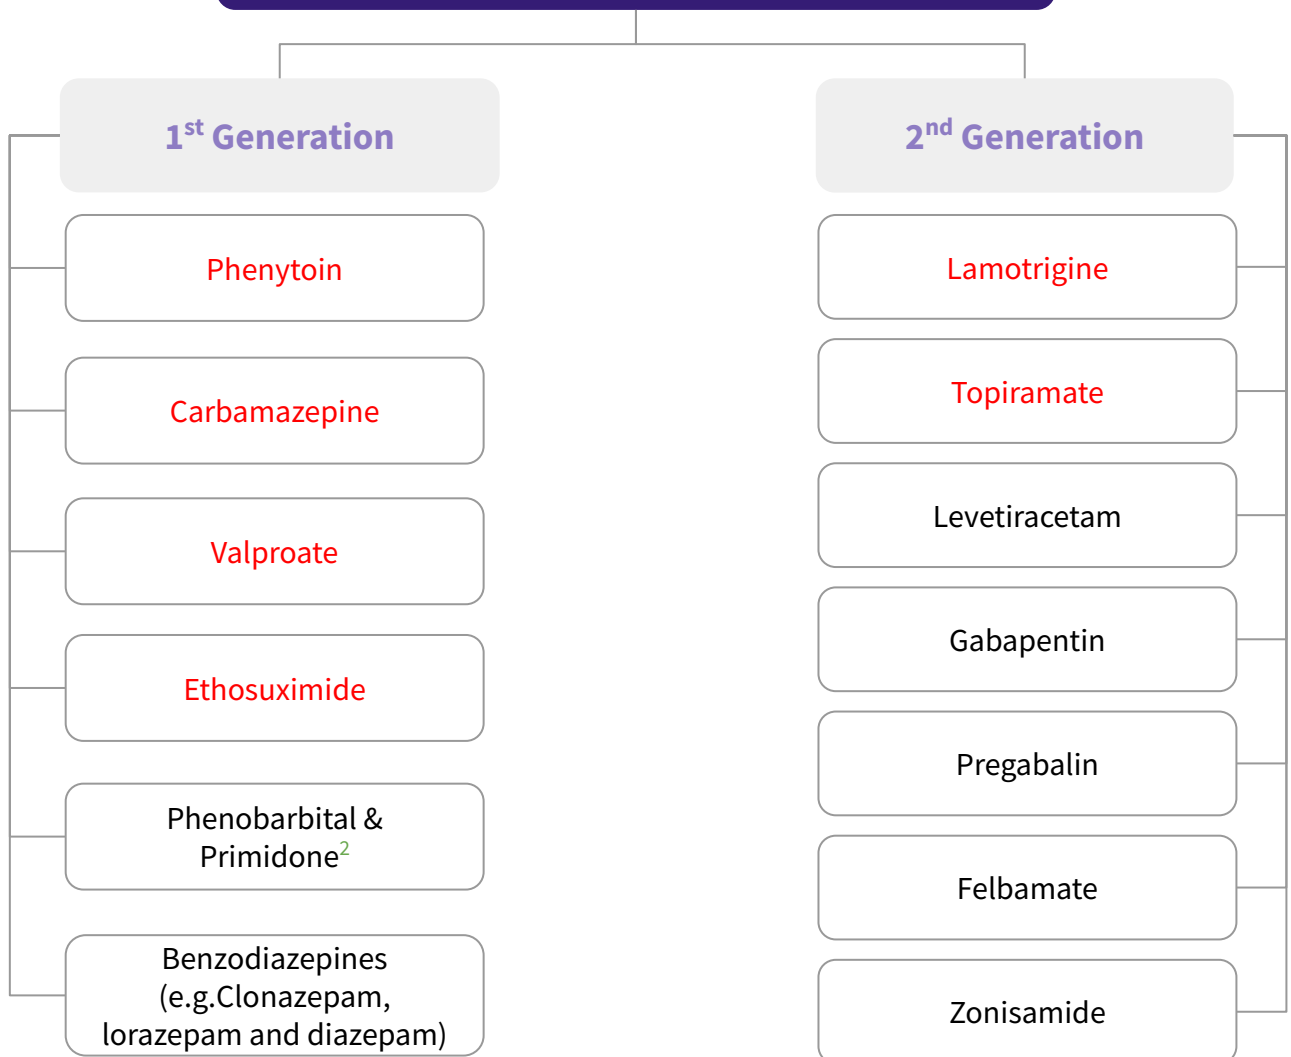 1st Generation
Phenytoin
Carbamazepine
Valproate
Ethosuximide
Phenobarbital &
Primidone2
Benzodiazepines
(e.g.Clonazepam,
lorazepam and diazepam)
2nd Generation
Lamotrigine
Topiramate
Levetiracetam
Gabapentin
Pregabalin
Felbamate
Zonisamide